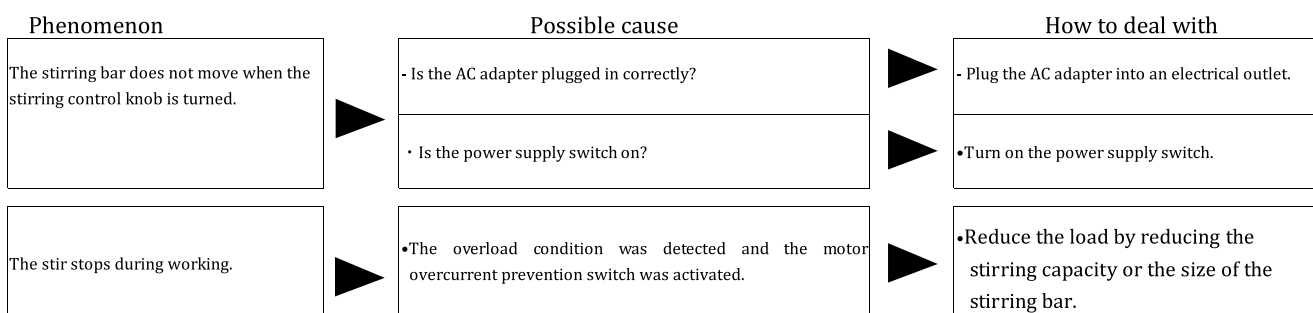 Phenomenon Possible cause How to deal with
The stirring bar does not move when the
stirring control knob is turned.
- Is the AC adapter plugged in correctly?
- Plug the AC adapter into an electrical outlet.
・ Is the power supply switch on?
•Turn on the power supply switch.
The stir stops during working.
•The overload condition was detected and the motor
overcurrent prevention switch was activated.
•Reduce the load by reducing the
stirring capacity or the size of the
stirring bar.